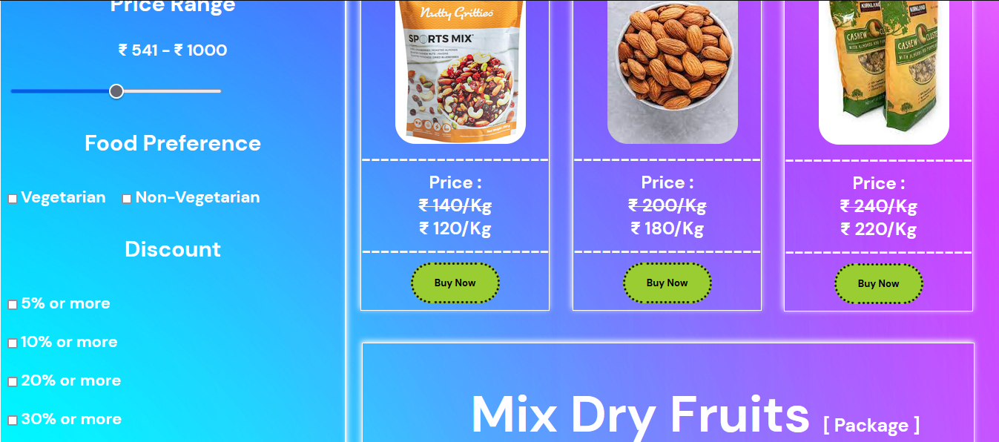 Price Range
₹ 541 - ₹ 1000
Food Preference
Vegetarian
Non-Vegetarian
Discount
5% or more
10% or more
20% or more
30% or more
Nutty Gritties
SPORTS MIX
Price :
₹ 140/Kg
₹ 120/Kg
Buy Now
Price :
₹ 200/Kg
₹ 180/Kg
Buy Now
KIRKLAND
KIRKLAND
CASHEW
CASHEW
Price :
₹ 240/Kg
₹ 220/Kg
Buy Now
Mix Dry Fruits [ Package ]